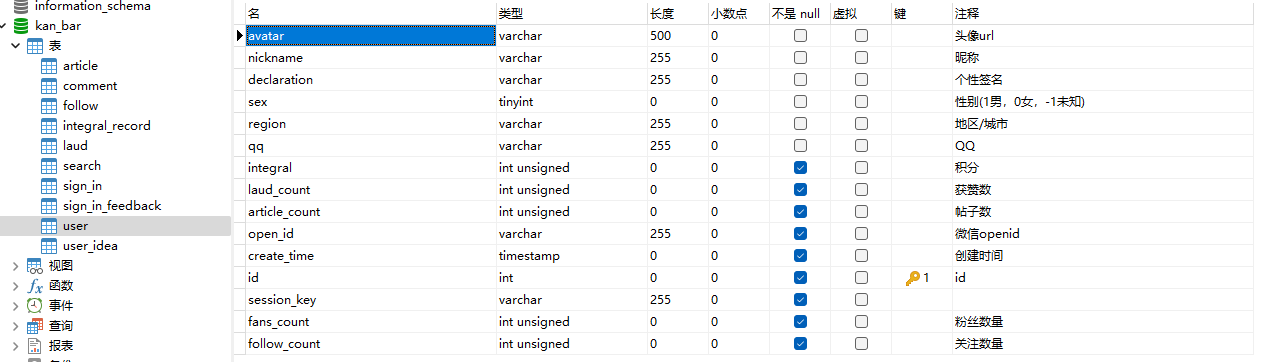 information_schema
kan_bar
表
article
comment
follow
integral_record
laud
search
sign_in
sign_in_feedback
user
user_idea
视图
函数
事件
查询
报表
名 类型 长度 小数点 不是 null 虚拟 键 注释
avatar varchar 500 0 头像url
nickname varchar 255 0 昵称
declaration varchar 255 0 个性签名
sex tinyint 0 0 性别(1男，0女，-1未知)
region varchar 255 0 地区/城市
qq varchar 255 0 QQ
integral int unsigned 0 0 积分
laud_count int unsigned 0 0 获赞数
article_count int unsigned 0 0 帖子数
open_id varchar 255 0 微信openid
create_time timestamp 0 0 创建时间
id int 0 0 1 id
session_key varchar 255 0
fans_count int unsigned 0 0 粉丝数量
follow_count int unsigned 0 0 关注数量